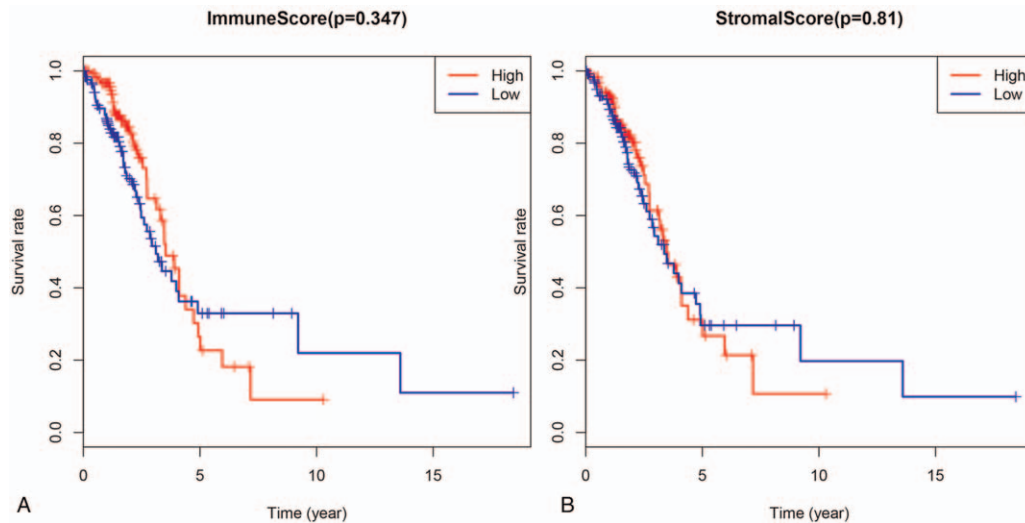 ImmuneScore(p=0.347)
High
Low
Survival rate
1.0
0.8
0.6
0.4
0.2
0.0
0
5
10
15
Time (year)
A
StromalScore(p=0.81)
High
Low
Survival rate
1.0
0.8
0.6
0.4
0.2
0.0
0
5
10
15
Time (year)
B